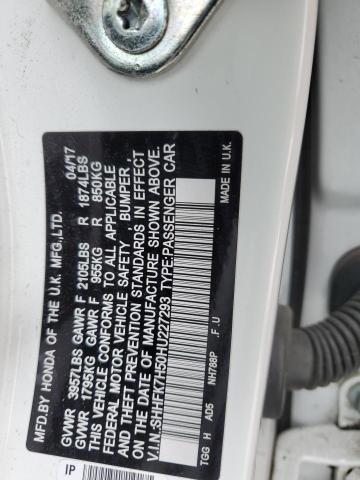 MFD.BY HONDA OF THE U.K. MFG.,LTD. 04/17
GVWR 3957LBS GAWR F 2105LBS R 1874LBS
GVWR 1795KG GAWR F 955KG R 850KG
THIS VEHICLE CONFORMS TO ALL APPLICABLE
FEDERAL MOTOR VEHICLE SAFETY , BUMPER,
AND THEFT PREVENTION STANDARDS IN EFFECT
ON THE DATE OF MANUFACTURE SHOWN ABOVE.
V.I.N.:SHHFK7H50HU227293 TYPE:PASSENGER CAR
TGG H AD5 NH788P .F.U MADE IN U.K.
IP